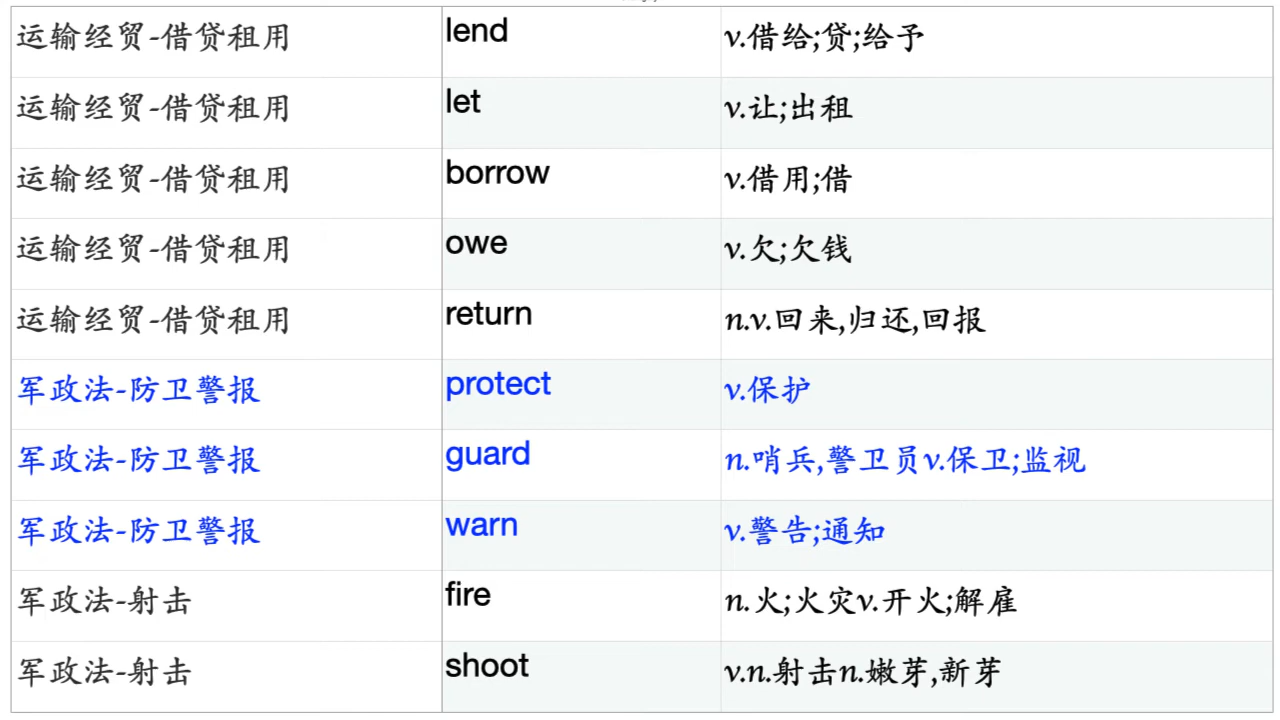 运输经贸-借贷租用 lend v.借给;贷;给予
运输经贸-借贷租用 let v.让;出租
运输经贸-借贷租用 borrow v.借用;借
运输经贸-借贷租用 owe v.欠;欠钱
运输经贸-借贷租用 return n.v.回来,归还,回报
军政法-防卫警报 protect v.保护
军政法-防卫警报 guard n.哨兵,警卫员v.保卫;监视
军政法-防卫警报 warn v.警告;通知
军政法-射击 fire n.火;火灾v.开火;解雇
军政法-射击 shoot v.n.射击n.嫩芽,新芽